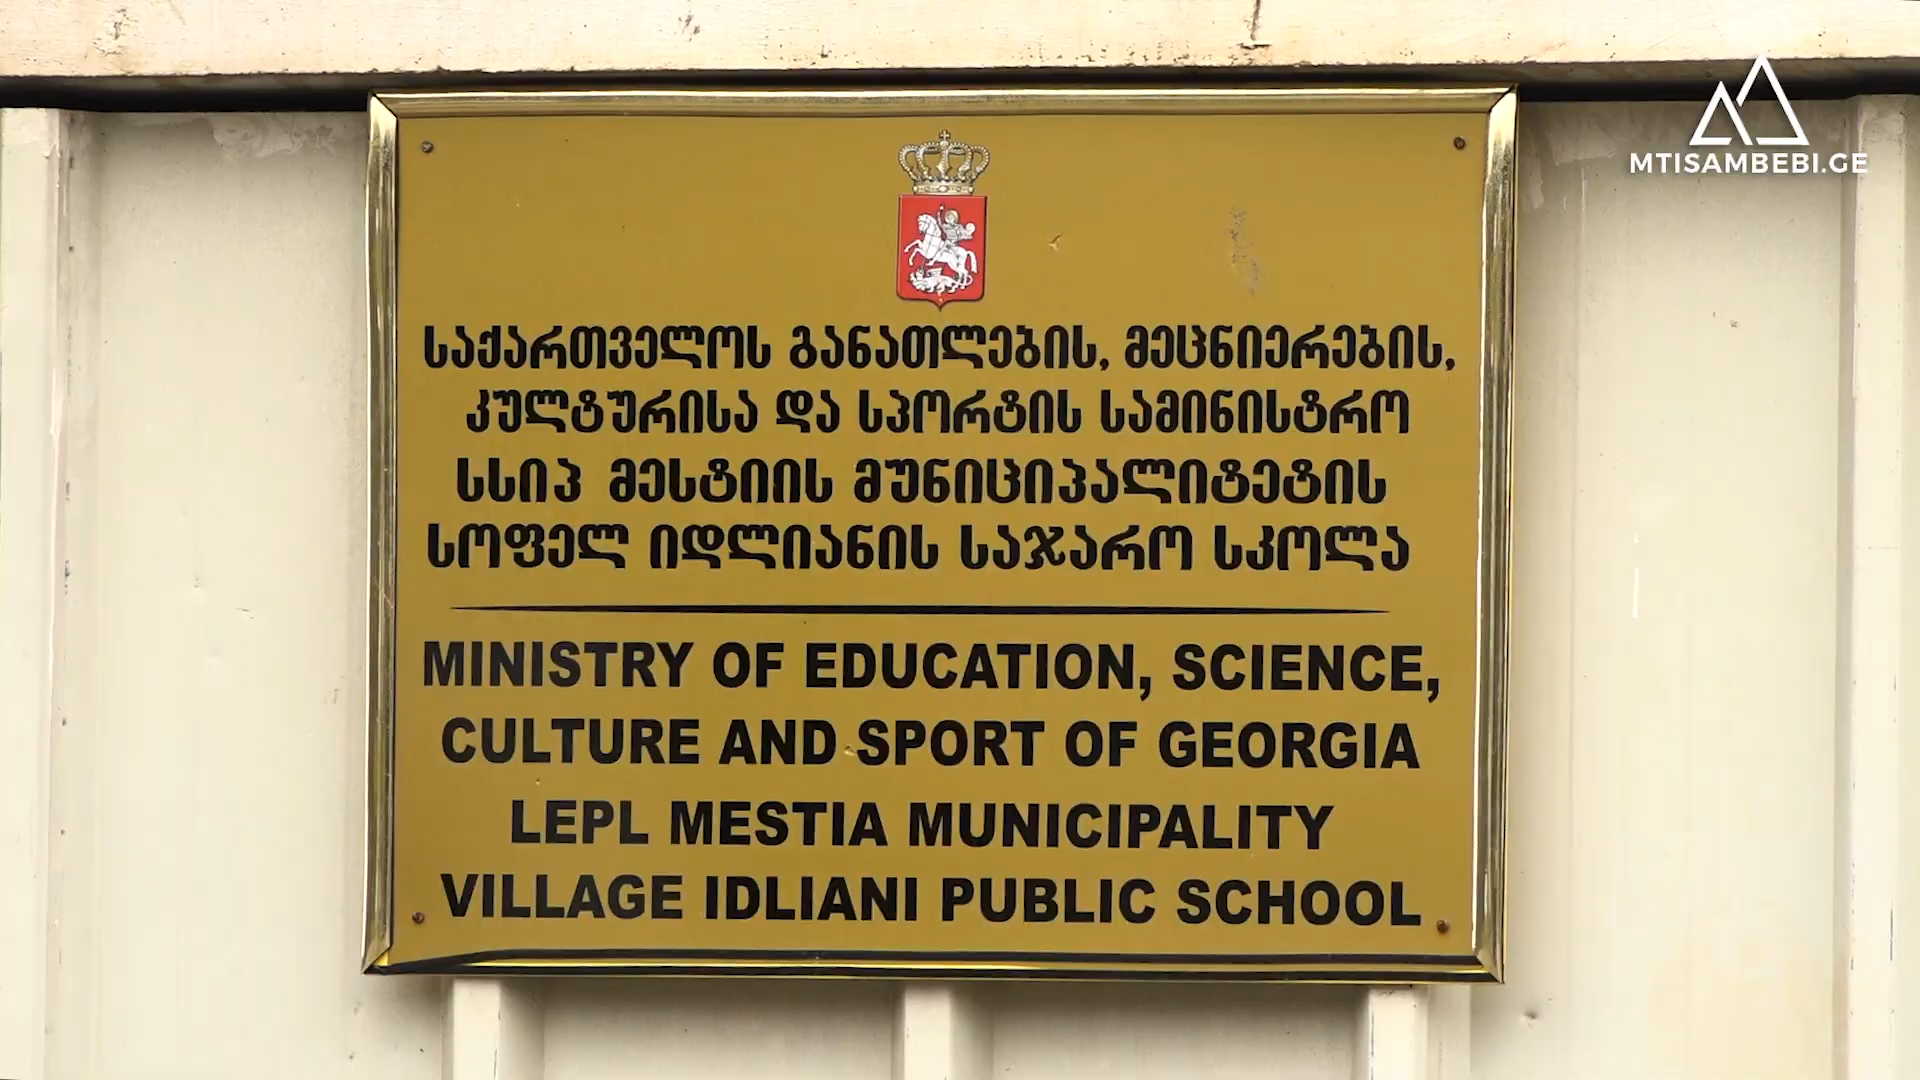 MTISAMBEBI.GE
საქართველოს განათლების, მეცნიერების,
კულტურისა და სპორტის სამინისტრო
სსიპ მესტიის მუნიციპალიტეტის
სოფელ იდლიანის საჯარო სკოლა
MINISTRY OF EDUCATION, SCIENCE,
CULTURE AND SPORT OF GEORGIA
LEPL MESTIA MUNICIPALITY
VILLAGE IDLIANI PUBLIC SCHOOL